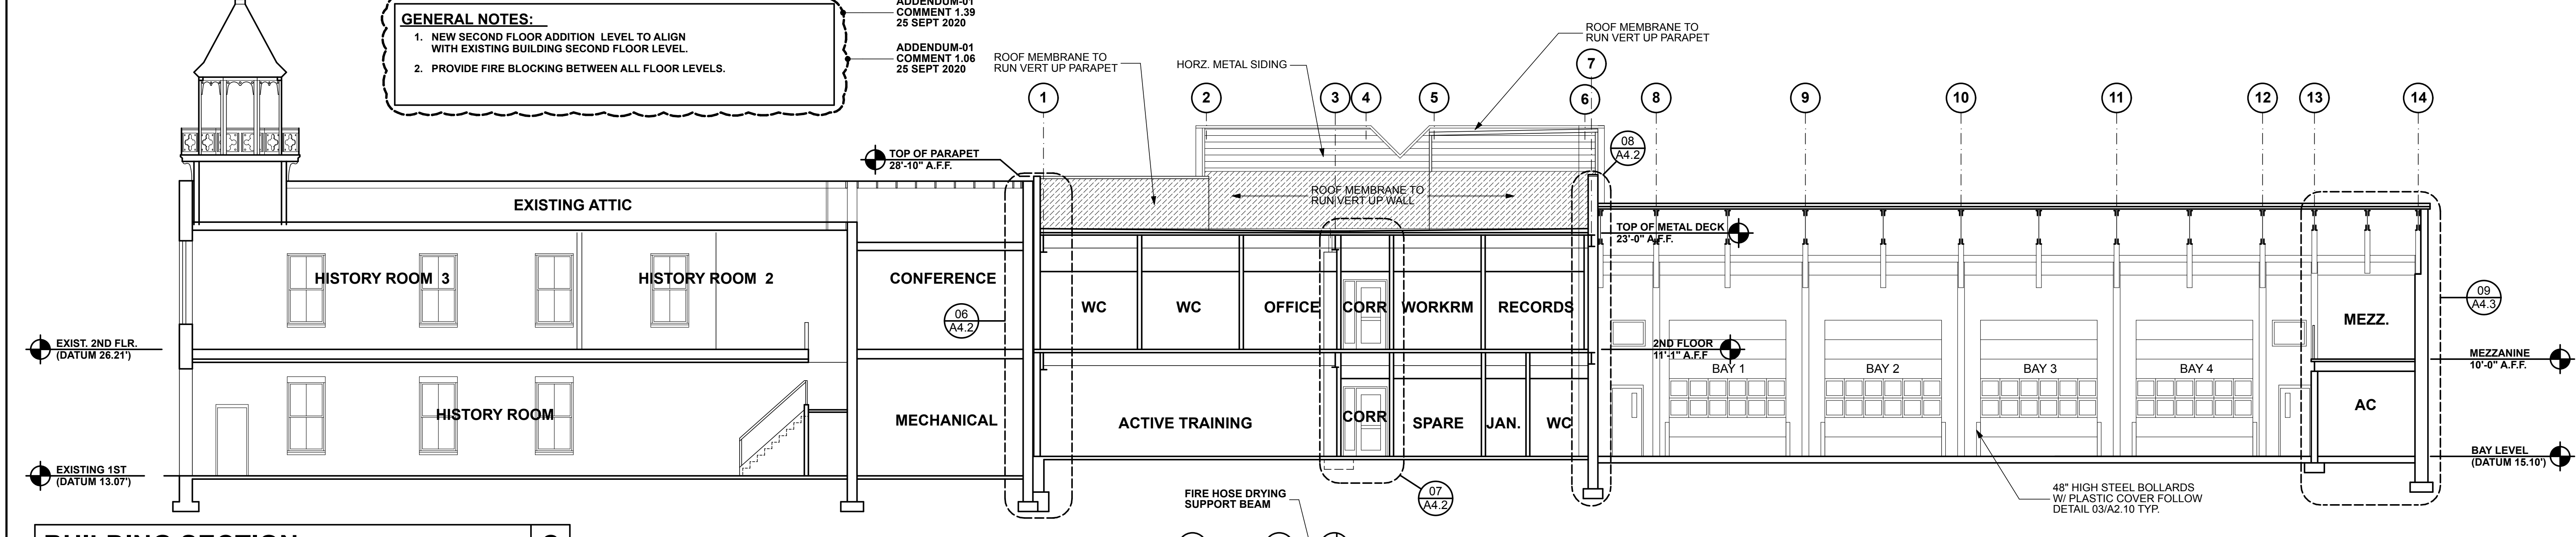 GENERAL NOTES:
1. NEW SECOND FLOOR ADDITION LEVEL TO ALIGN
WITH EXISTING BUILDING SECOND FLOOR LEVEL.
2. PROVIDE FIRE BLOCKING BETWEEN ALL FLOOR LEVELS.
ADDENDUM-01
COMMENT 1.39
25 SEPT 2020
ADDENDUM-01
COMMENT 1.06
25 SEPT 2020
ROOF MEMBRANE TO
RUN VERT UP PARAPET
HORZ. METAL SIDING
ROOF MEMBRANE TO
RUN VERT UP PARAPET
1
2
3
4
5
6
7
8
9
10
11
12
13
14
TOP OF PARAPET
28'-10" A.F.F.
08
A4.2
ROOF MEMBRANE TO
RUN VERT UP WALL
EXISTING ATTIC
TOP OF METAL DECK
23'-0" A.F.F.
HISTORY ROOM 3
HISTORY ROOM 2
CONFERENCE
WC
WC
OFFICE
CORR
WORKRM
RECORDS
06
A4.2
09
A4.3
MEZZ.
EXIST. 2ND FLR.
(DATUM 26.21')
2ND FLOOR
11'-1" A.F.F
MEZZANINE
10'-0" A.F.F.
BAY 1
BAY 2
BAY 3
BAY 4
HISTORY ROOM
MECHANICAL
ACTIVE TRAINING
CORR
SPARE
JAN.
WC
AC
EXISTING 1ST
(DATUM 13.07')
BAY LEVEL
(DATUM 15.10')
07
A4.2
FIRE HOSE DRYING
SUPPORT BEAM
48" HIGH STEEL BOLLARDS
W/ PLASTIC COVER FOLLOW
DETAIL 03/A2.10 TYP.
BUILDING SECTION